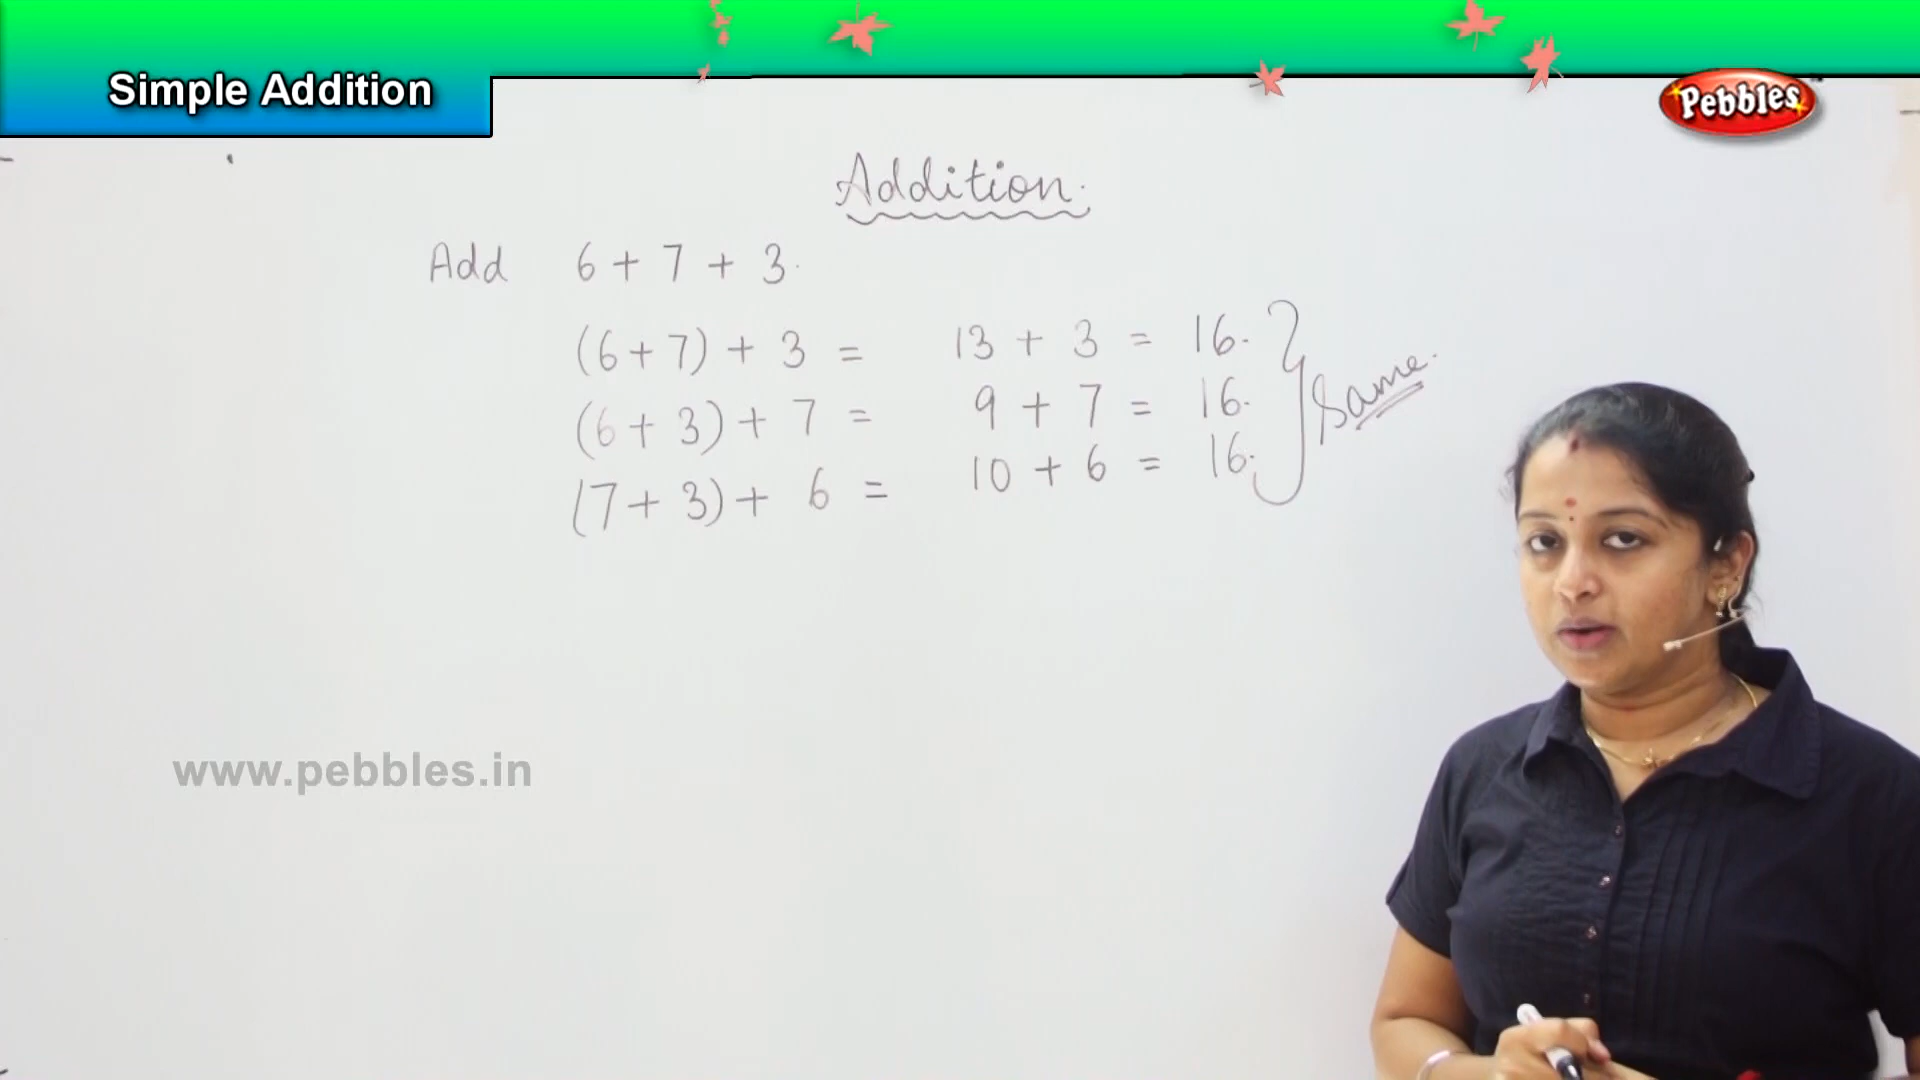 Simple Addition
Pebbles
Addition.
Add 6 + 7 + 3.
(6 + 7) + 3 = 13 + 3 = 16.
(6 + 3) + 7 = 9 + 7 = 16.
(7 + 3) + 6 = 10 + 6 = 16.
Same.
www.pebbles.in